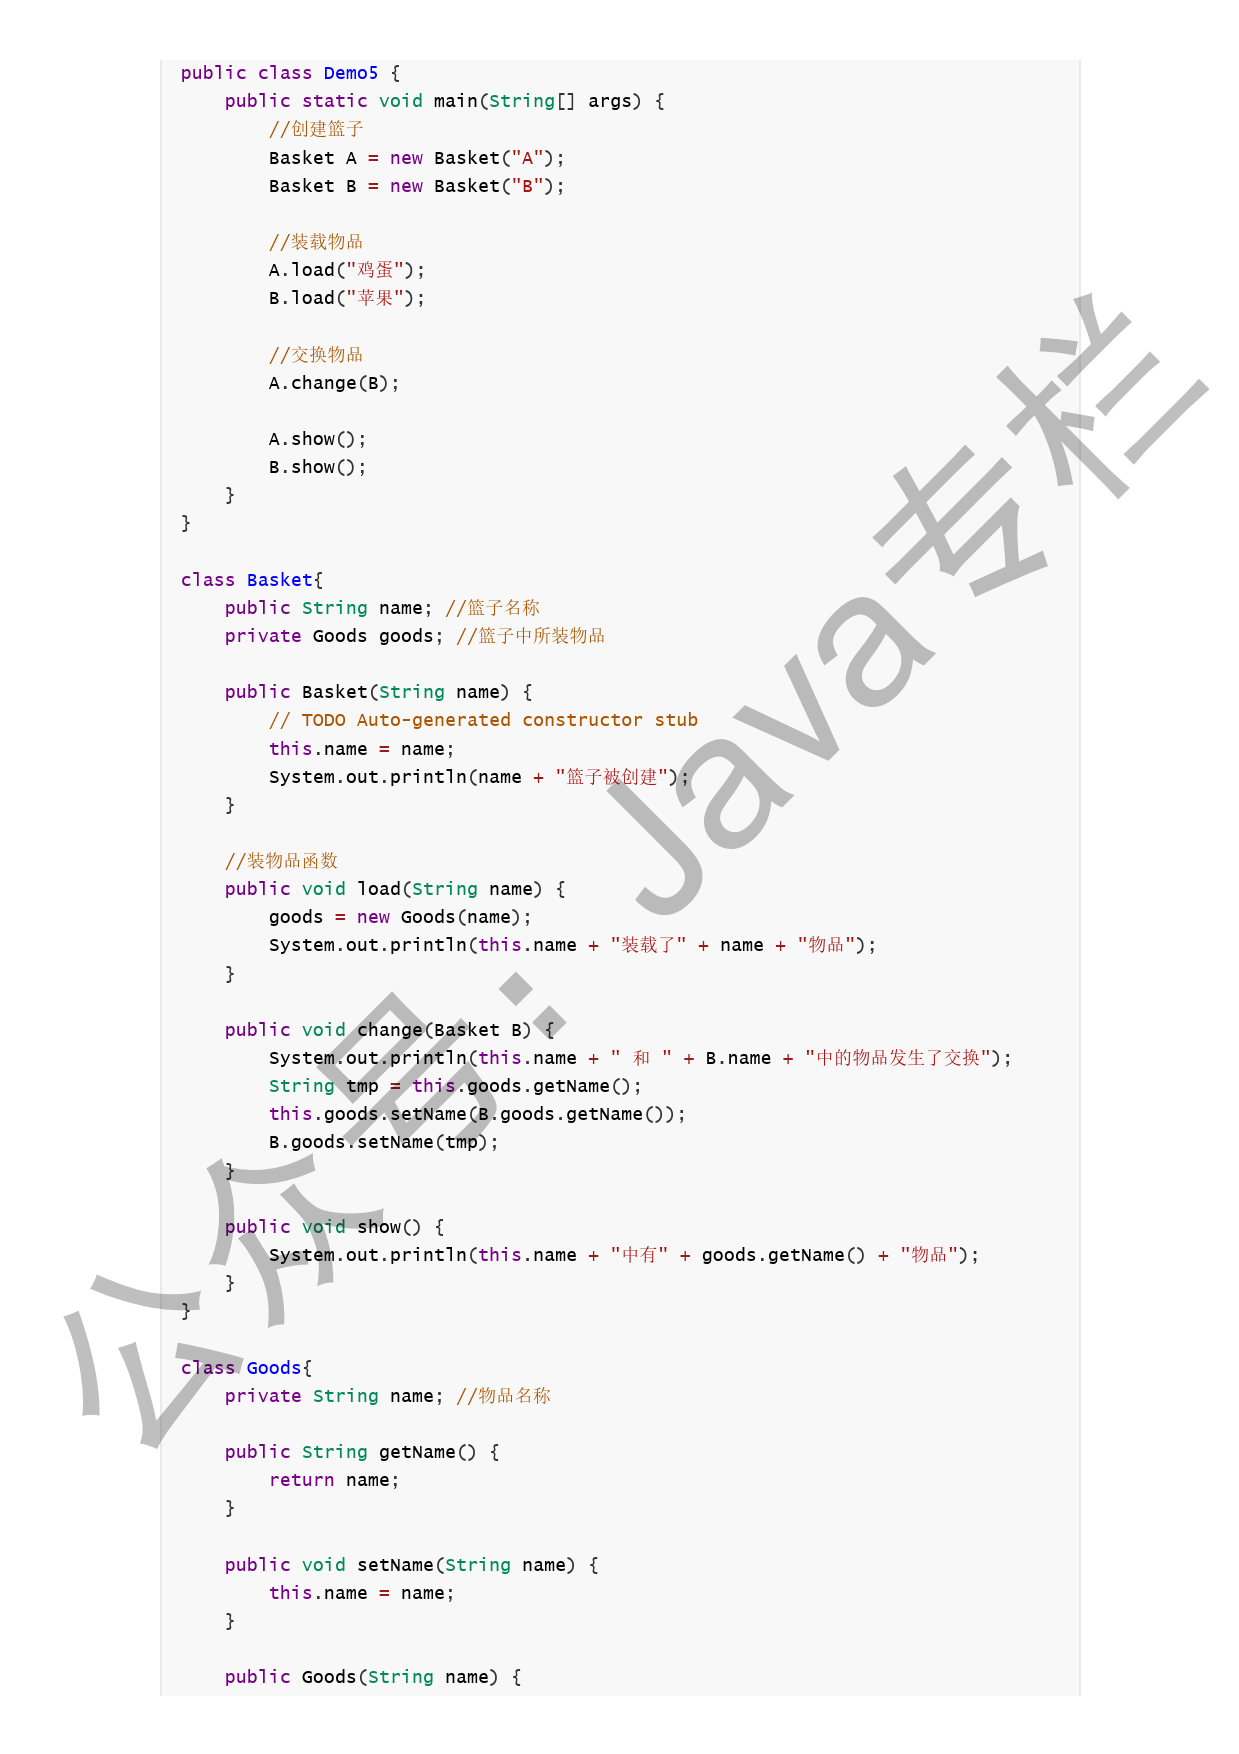 public class Demo5 {
    public static void main(String[] args) {
        //创建篮子
        Basket A = new Basket("A");
        Basket B = new Basket("B");

        //装载物品
        A.load("鸡蛋");
        B.load("苹果");

        //交换物品
        A.change(B);

        A.show();
        B.show();
    }
}

class Basket{
    public String name; //篮子名称
    private Goods goods; //篮子中所装物品

    public Basket(String name) {
        // TODO Auto-generated constructor stub
        this.name = name;
        System.out.println(name + "篮子被创建");
    }

    //装物品函数
    public void load(String name) {
        goods = new Goods(name);
        System.out.println(this.name + "装载了" + name + "物品");
    }

    public void change(Basket B) {
        System.out.println(this.name + " 和 " + B.name + "中的物品发生了交换");
        String tmp = this.goods.getName();
        this.goods.setName(B.goods.getName());
        B.goods.setName(tmp);
    }

    public void show() {
        System.out.println(this.name + "中有" + goods.getName() + "物品");
    }
}

class Goods{
    private String name; //物品名称

    public String getName() {
        return name;
    }

    public void setName(String name) {
        this.name = name;
    }

    public Goods(String name) {
公众号: Java专栏